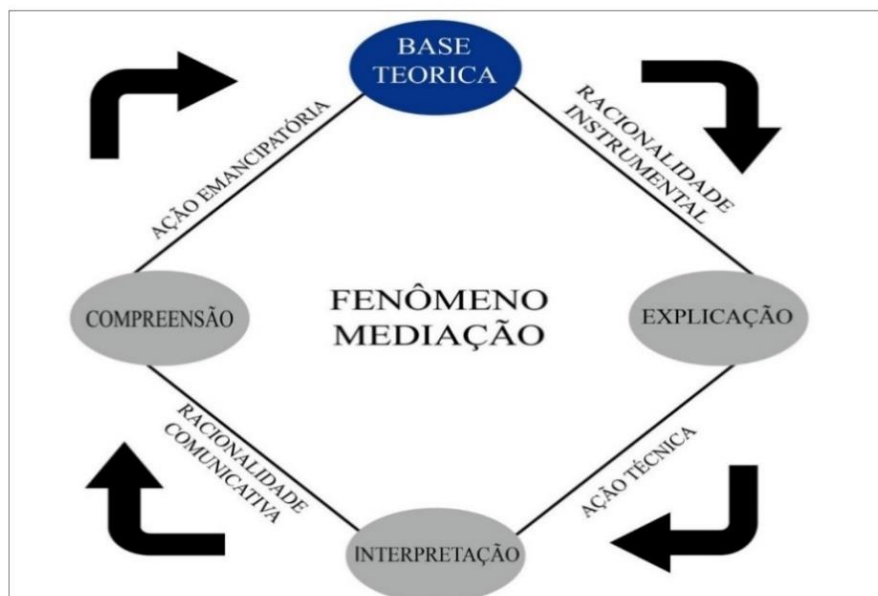 BASE
TEORICA
RACIONALIDADE
INSTRUMENTAL
AÇÃO EMANCIPATÓRIA
FENÔMENO
MEDIAÇÃO
COMPREENSÃO
EXPLICAÇÃO
RACIONALIDADE
COMUNICATIVA
AÇÃO TÉCNICA
INTERPRETAÇÃO